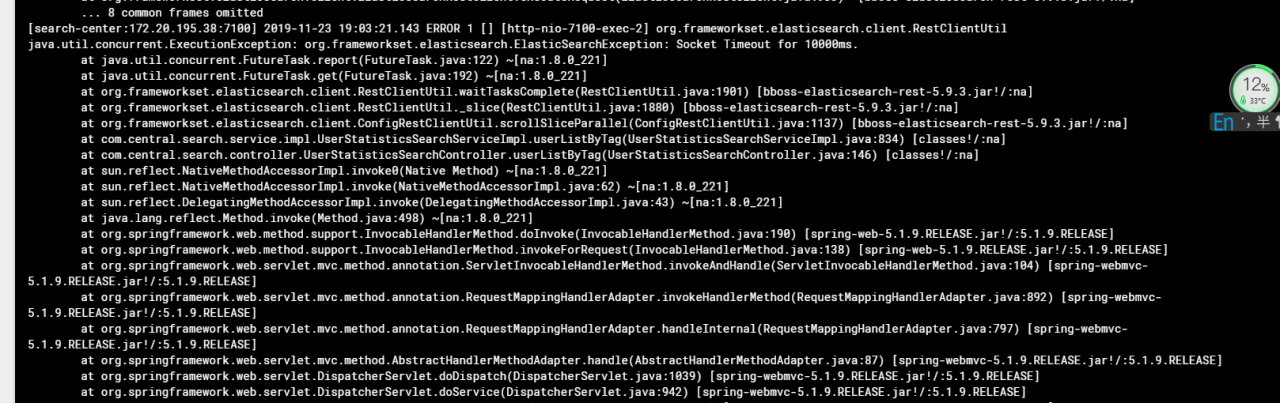 ... 8 common frames omitted
[search-center:172.20.195.38:7100] 2019-11-23 19:03:21.143 ERROR 1 [] [http-nio-7100-exec-2] org.frameworkset.elasticsearch.client.RestClientUtil
java.util.concurrent.ExecutionException: org.frameworkset.elasticsearch.ElasticSearchException: Socket Timeout for 10000ms.
at java.util.concurrent.FutureTask.report(FutureTask.java:122) ~[na:1.8.0_221]
at java.util.concurrent.FutureTask.get(FutureTask.java:192) ~[na:1.8.0_221]
at org.frameworkset.elasticsearch.client.RestClientUtil.waitTasksComplete(RestClientUtil.java:1901) [bboss-elasticsearch-rest-5.9.3.jar!/:na]
at org.frameworkset.elasticsearch.client.RestClientUtil._slice(RestClientUtil.java:1880) [bboss-elasticsearch-rest-5.9.3.jar!/:na]
at org.frameworkset.elasticsearch.client.ConfigRestClientUtil.scrollSliceParallel(ConfigRestClientUtil.java:1137) [bboss-elasticsearch-rest-5.9.3.jar!/:na]
at com.central.search.service.impl.UserStatisticsSearchServiceImpl.userListByTag(UserStatisticsSearchServiceImpl.java:834) [classes!/:na]
at com.central.search.controller.UserStatisticsSearchController.userListByTag(UserStatisticsSearchController.java:146) [classes!/:na]
at sun.reflect.NativeMethodAccessorImpl.invoke0(Native Method) ~[na:1.8.0_221]
at sun.reflect.NativeMethodAccessorImpl.invoke(NativeMethodAccessorImpl.java:62) ~[na:1.8.0_221]
at sun.reflect.DelegatingMethodAccessorImpl.invoke(DelegatingMethodAccessorImpl.java:43) ~[na:1.8.0_221]
at java.lang.reflect.Method.invoke(Method.java:498) ~[na:1.8.0_221]
at org.springframework.web.method.support.InvocableHandlerMethod.doInvoke(InvocableHandlerMethod.java:190) [spring-web-5.1.9.RELEASE.jar!/:5.1.9.RELEASE]
at org.springframework.web.method.support.InvocableHandlerMethod.invokeForRequest(InvocableHandlerMethod.java:138) [spring-web-5.1.9.RELEASE.jar!/:5.1.9.RELEASE]
at org.springframework.web.servlet.mvc.method.annotation.ServletInvocableHandlerMethod.invokeAndHandle(ServletInvocableHandlerMethod.java:104) [spring-webmvc-
5.1.9.RELEASE.jar!/:5.1.9.RELEASE]
at org.springframework.web.servlet.mvc.method.annotation.RequestMappingHandlerAdapter.invokeHandlerMethod(RequestMappingHandlerAdapter.java:892) [spring-webmvc-
5.1.9.RELEASE.jar!/:5.1.9.RELEASE]
at org.springframework.web.servlet.mvc.method.annotation.RequestMappingHandlerAdapter.handleInternal(RequestMappingHandlerAdapter.java:797) [spring-webmvc-
5.1.9.RELEASE.jar!/:5.1.9.RELEASE]
at org.springframework.web.servlet.mvc.method.AbstractHandlerMethodAdapter.handle(AbstractHandlerMethodAdapter.java:87) [spring-webmvc-5.1.9.RELEASE.jar!/:5.1.9.RELEASE]
at org.springframework.web.servlet.DispatcherServlet.doDispatch(DispatcherServlet.java:1039) [spring-webmvc-5.1.9.RELEASE.jar!/:5.1.9.RELEASE]
at org.springframework.web.servlet.DispatcherServlet.doService(DispatcherServlet.java:942) [spring-webmvc-5.1.9.RELEASE.jar!/:5.1.9.RELEASE]
12%
33°C
En ·, 半